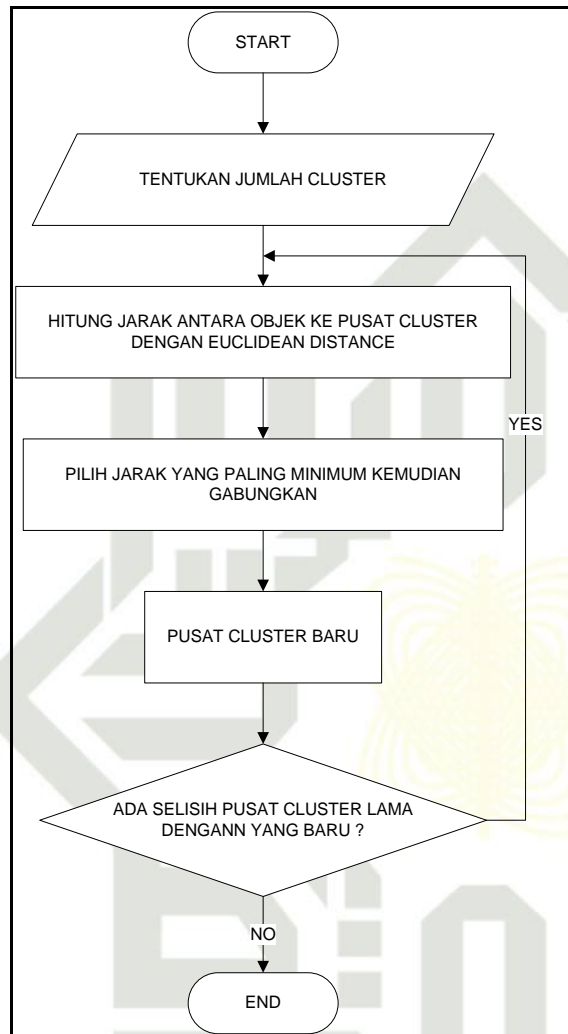 START
TENTUKAN JUMLAH CLUSTER
HITUNG JARAK ANTARA OBJEK KE PUSAT CLUSTER
DENGAN EUCLIDEAN DISTANCE
YES
PILIH JARAK YANG PALING MINIMUM KEMUDIAN
GABUNGKAN
PUSAT CLUSTER BARU
ADA SELISIH PUSAT CLUSTER LAMA
DENGANN YANG BARU ?
NO
END